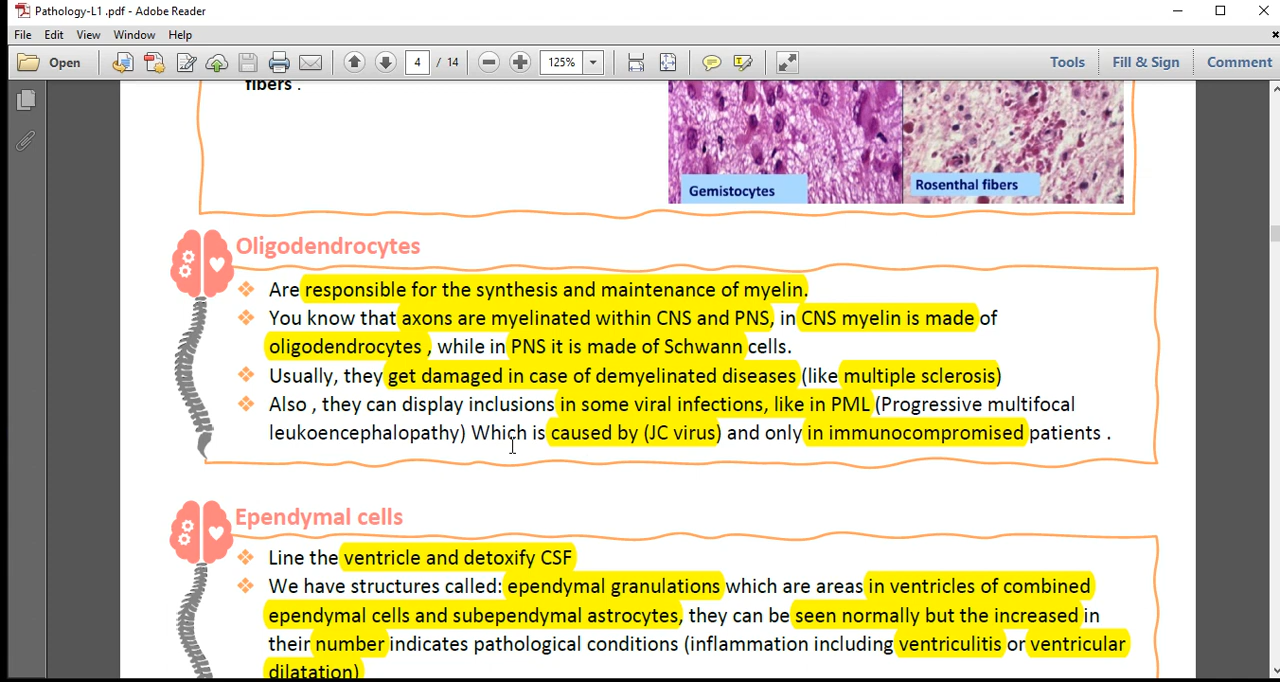 Pathology-L1 .pdf - Adobe Reader
File Edit View Window Help
Open 4 / 14 125% Tools Fill & Sign Comment
fibers .
Gemistocytes
Rosenthal fibers
Oligodendrocytes
Are responsible for the synthesis and maintenance of myelin.
You know that axons are myelinated within CNS and PNS, in CNS myelin is made of
oligodendrocytes , while in PNS it is made of Schwann cells.
Usually, they get damaged in case of demyelinated diseases (like multiple sclerosis)
Also , they can display inclusions in some viral infections, like in PML (Progressive multifocal
leukoencephalopathy) Which is caused by (JC virus) and only in immunocompromised patients .
Ependymal cells
Line the ventricle and detoxify CSF
We have structures called: ependymal granulations which are areas in ventricles of combined
ependymal cells and subependymal astrocytes, they can be seen normally but the increased in
their number indicates pathological conditions (inflammation including ventriculitis or ventricular
dilatation)